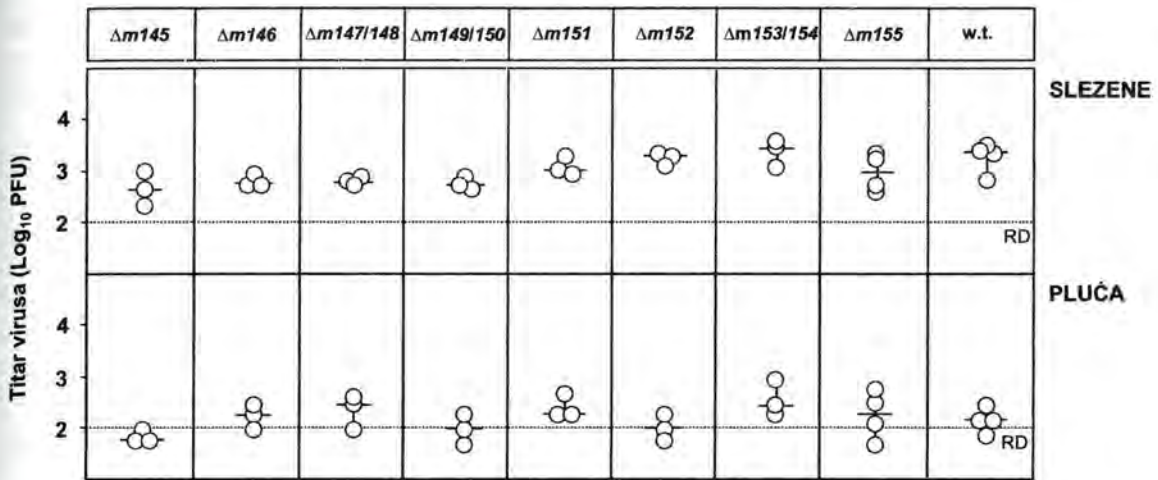 Δm145 Δm146 Δm147/148 Δm149/150 Δm151 Δm152 Δm153/154 Δm155 w.t.
SLEZENE
4
3
2
RD
PLUĆA
4
3
2
RD
Titar virusa (Log₁₀ PFU)